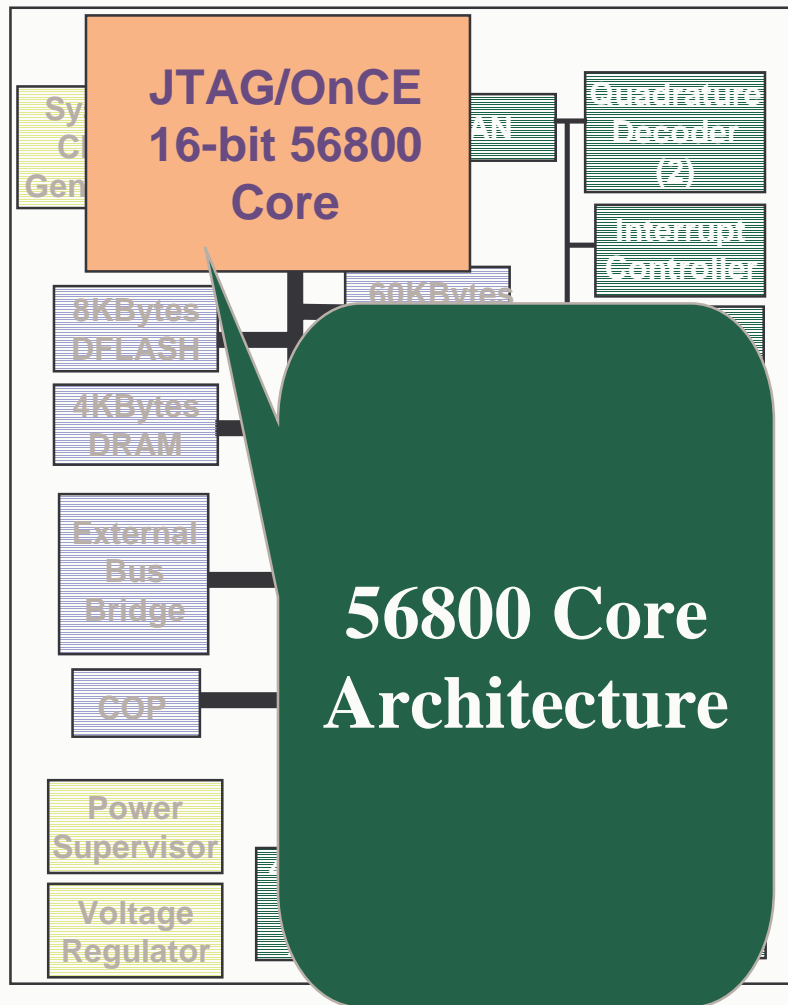 JTAG/OnCE
16-bit 56800
Core
Quadrature
Decoder
(2)
Interrupt
Controller
60KBytes
8KBytes
DFLASH
4KBytes
DRAM
External
Bus
Bridge
COP
56800 Core
Architecture
Power
Supervisor
Voltage
Regulator